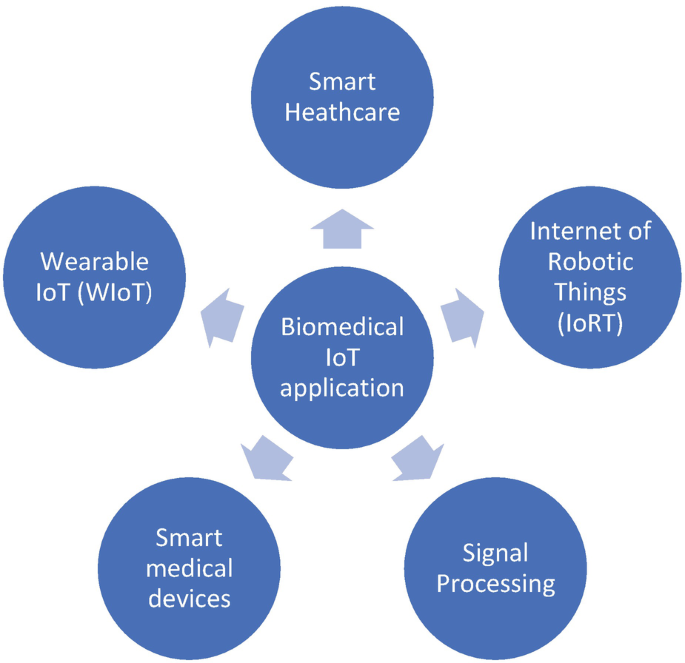 Smart
Heathcare
Wearable
IoT (WIoT)
Internet of
Robotic
Things
(IoRT)
Biomedical
IoT
application
Smart
medical
devices
Signal
Processing